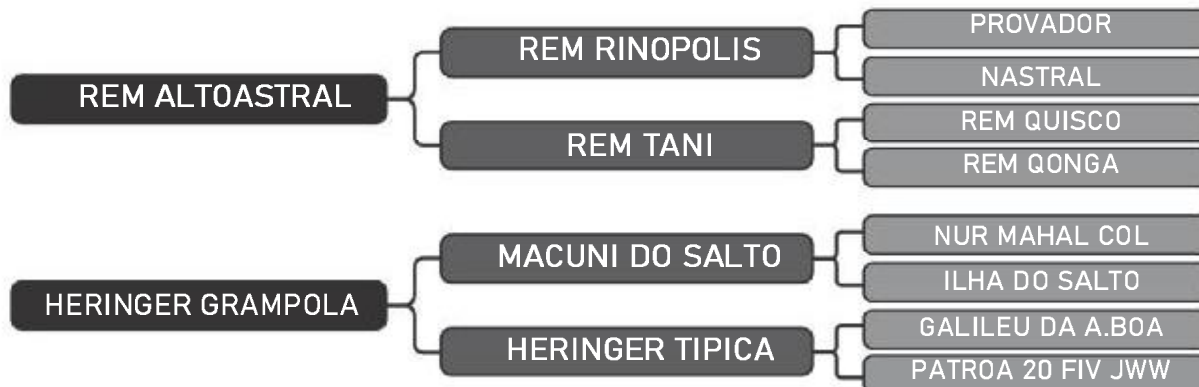 REM ALTOASTRAL
REM RINOPOLIS
PROVADOR
NASTRAL
REM TANI
REM QUISCO
REM QONGA
HERINGER GRAMPOLA
MACUNI DO SALTO
NUR MAHAL COL
ILHA DO SALTO
HERINGER TIPICA
GALILEU DA A.BOA
PATROA 20 FIV JWW